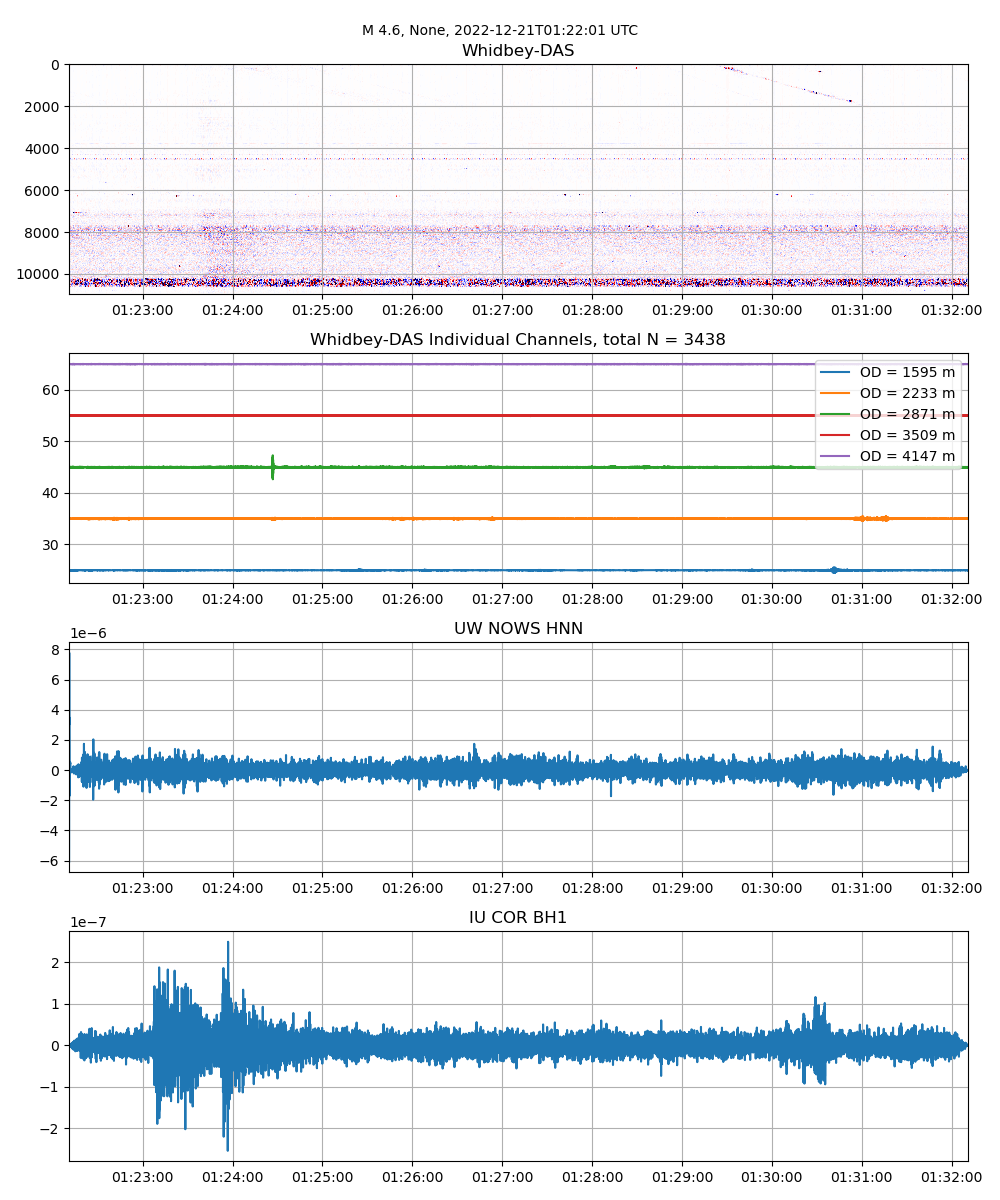 M 4.6, None, 2022-12-21T01:22:01 UTC
Whidbey-DAS
0
2000
4000
6000
8000
10000
01:23:00 01:24:00 01:25:00 01:26:00 01:27:00 01:28:00 01:29:00 01:30:00 01:31:00 01:32:00
Whidbey-DAS Individual Channels, total N = 3438
60
50
40
30
OD = 1595 m
OD = 2233 m
OD = 2871 m
OD = 3509 m
OD = 4147 m
01:23:00 01:24:00 01:25:00 01:26:00 01:27:00 01:28:00 01:29:00 01:30:00 01:31:00 01:32:00
UW NOWS HNN
1e−6
8
6
4
2
0
−2
−4
−6
01:23:00 01:24:00 01:25:00 01:26:00 01:27:00 01:28:00 01:29:00 01:30:00 01:31:00 01:32:00
IU COR BH1
1e−7
2
1
0
−1
−2
01:23:00 01:24:00 01:25:00 01:26:00 01:27:00 01:28:00 01:29:00 01:30:00 01:31:00 01:32:00